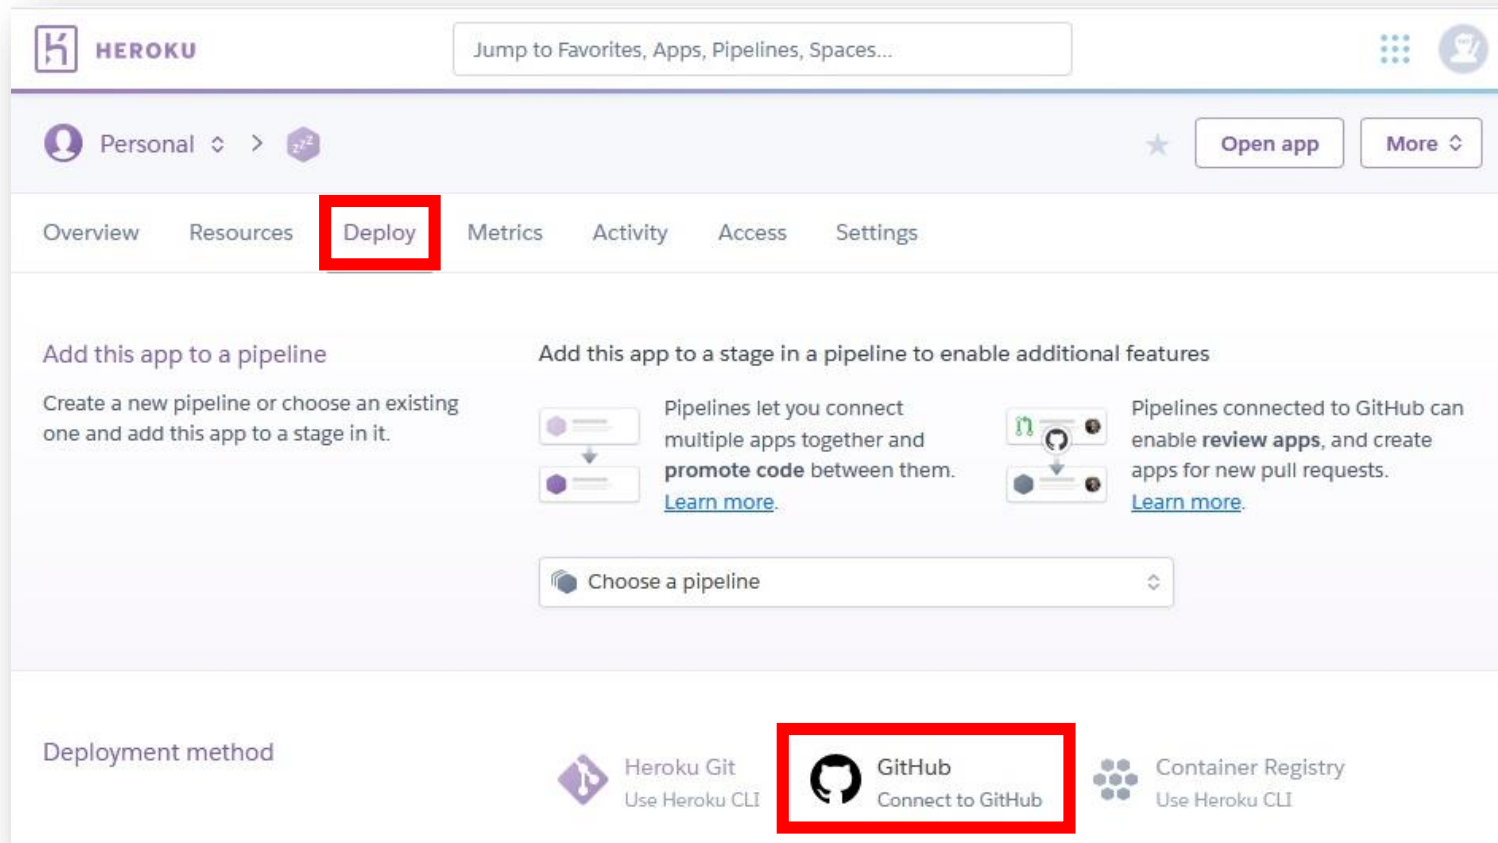 HEROKU
Jump to Favorites, Apps, Pipelines, Spaces...
Personal
zzz
Open app
More
Overview
Resources
Deploy
Metrics
Activity
Access
Settings
Add this app to a pipeline
Create a new pipeline or choose an existing
one and add this app to a stage in it.
Add this app to a stage in a pipeline to enable additional features
Pipelines let you connect
multiple apps together and
promote code between them.
Learn more.
Pipelines connected to GitHub can
enable review apps, and create
apps for new pull requests.
Learn more.
Choose a pipeline
Deployment method
Heroku Git
Use Heroku CLI
GitHub
Connect to GitHub
Container Registry
Use Heroku CLI